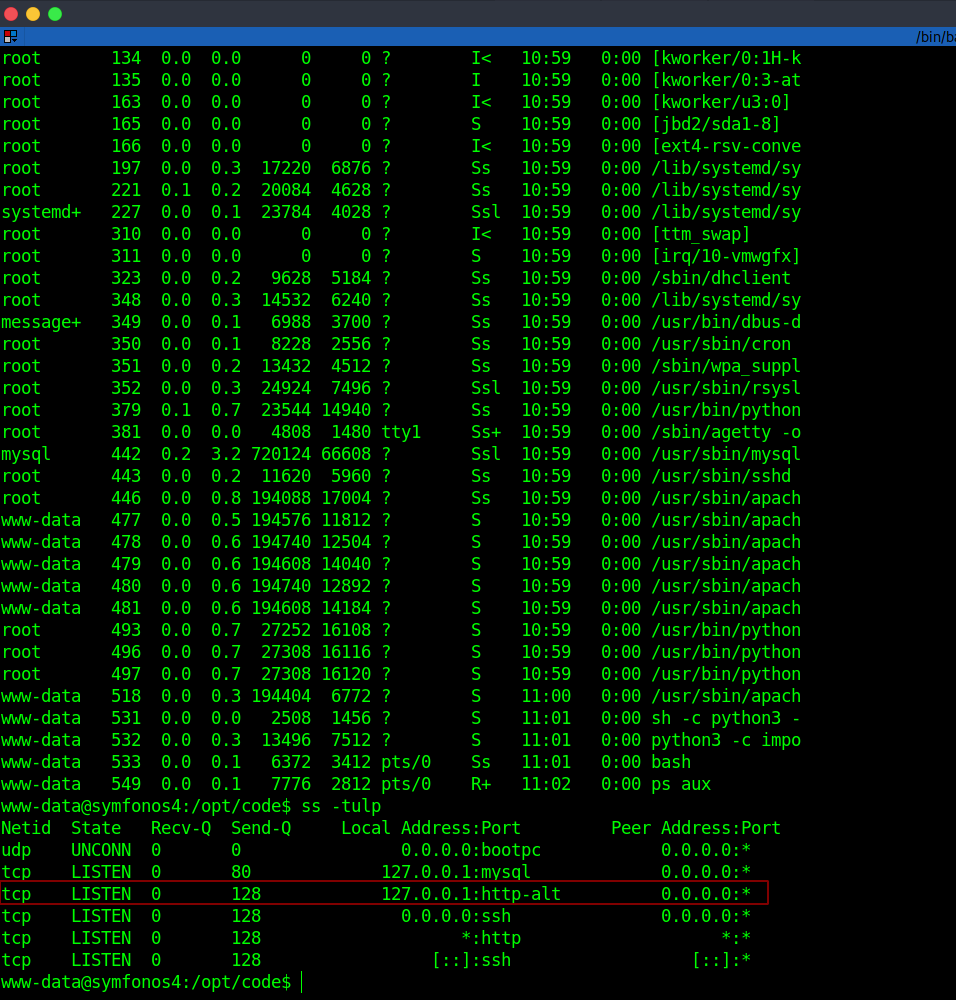 /bin/ba
root       134  0.0  0.0      0     0 ?        I<   10:59   0:00 [kworker/0:1H-k
root       135  0.0  0.0      0     0 ?        I    10:59   0:00 [kworker/0:3-at
root       163  0.0  0.0      0     0 ?        I<   10:59   0:00 [kworker/u3:0]
root       165  0.0  0.0      0     0 ?        S    10:59   0:00 [jbd2/sda1-8]
root       166  0.0  0.0      0     0 ?        I<   10:59   0:00 [ext4-rsv-conve
root       197  0.0  0.3  17220  6876 ?        Ss   10:59   0:00 /lib/systemd/sy
root       221  0.1  0.2  20084  4628 ?        Ss   10:59   0:00 /lib/systemd/sy
systemd+   227  0.0  0.1  23784  4028 ?        Ssl  10:59   0:00 /lib/systemd/sy
root       310  0.0  0.0      0     0 ?        I<   10:59   0:00 [ttm_swap]
root       311  0.0  0.0      0     0 ?        S    10:59   0:00 [irq/10-vmwgfx]
root       323  0.0  0.2   9628  5184 ?        Ss   10:59   0:00 /sbin/dhclient
root       348  0.0  0.3  14532  6240 ?        Ss   10:59   0:00 /lib/systemd/sy
message+   349  0.0  0.1   6988  3700 ?        Ss   10:59   0:00 /usr/bin/dbus-d
root       350  0.0  0.1   8228  2556 ?        Ss   10:59   0:00 /usr/sbin/cron
root       351  0.0  0.2  13432  4512 ?        Ss   10:59   0:00 /sbin/wpa_suppl
root       352  0.0  0.3  24924  7496 ?        Ssl  10:59   0:00 /usr/sbin/rsysl
root       379  0.1  0.7  23544 14940 ?        Ss   10:59   0:00 /usr/bin/python
root       381  0.0  0.0   4808  1480 tty1     Ss+  10:59   0:00 /sbin/agetty -o
mysql      442  0.2  3.2 720124 66608 ?        Ssl  10:59   0:00 /usr/sbin/mysql
root       443  0.0  0.2  11620  5960 ?        Ss   10:59   0:00 /usr/sbin/sshd
root       446  0.0  0.8 194088 17004 ?        Ss   10:59   0:00 /usr/sbin/apach
www-data   477  0.0  0.5 194576 11812 ?        S    10:59   0:00 /usr/sbin/apach
www-data   478  0.0  0.6 194740 12504 ?        S    10:59   0:00 /usr/sbin/apach
www-data   479  0.0  0.6 194608 14040 ?        S    10:59   0:00 /usr/sbin/apach
www-data   480  0.0  0.6 194740 12892 ?        S    10:59   0:00 /usr/sbin/apach
www-data   481  0.0  0.6 194608 14184 ?        S    10:59   0:00 /usr/sbin/apach
root       493  0.0  0.7  27252 16108 ?        S    10:59   0:00 /usr/bin/python
root       496  0.0  0.7  27308 16116 ?        S    10:59   0:00 /usr/bin/python
root       497  0.0  0.7  27308 16120 ?        S    10:59   0:00 /usr/bin/python
www-data   518  0.0  0.3 194404  6772 ?        S    11:00   0:00 /usr/sbin/apach
www-data   531  0.0  0.0   2508  1456 ?        S    11:01   0:00 sh -c python3 -
www-data   532  0.0  0.3  13496  7512 ?        S    11:01   0:00 python3 -c impo
www-data   533  0.0  0.1   6372  3412 pts/0    Ss   11:01   0:00 bash
www-data   549  0.0  0.1   7776  2812 pts/0    R+   11:02   0:00 ps aux
www-data@symfonos4:/opt/code$ ss -tulp
Netid  State   Recv-Q  Send-Q     Local Address:Port         Peer Address:Port
udp    UNCONN  0       0                0.0.0.0:bootpc            0.0.0.0:*
tcp    LISTEN  0       80             127.0.0.1:mysql             0.0.0.0:*
tcp    LISTEN  0       128            127.0.0.1:http-alt          0.0.0.0:*
tcp    LISTEN  0       128              0.0.0.0:ssh               0.0.0.0:*
tcp    LISTEN  0       128                    *:http                    *:*
tcp    LISTEN  0       128                 [::]:ssh                  [::]:*
www-data@symfonos4:/opt/code$